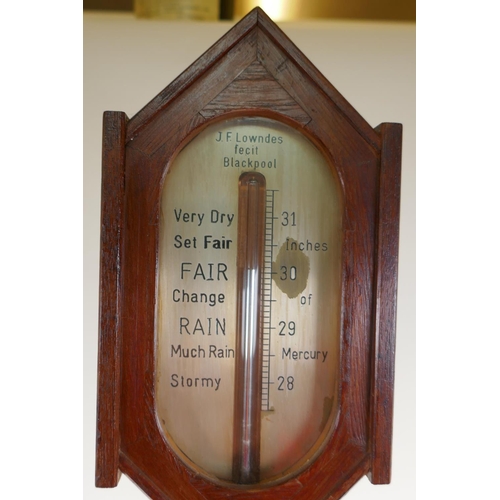 J.F. Lowndes
fecit
Blackpool
Very Dry 31
Set Fair Inches
FAIR 30
Change of
RAIN 29
Much Rain Mercury
Stormy 28